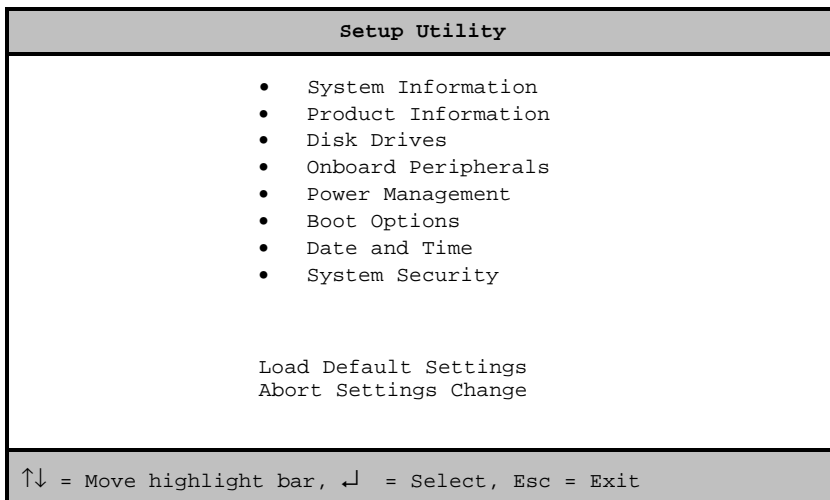 Setup Utility
• System Information
• Product Information
• Disk Drives
• Onboard Peripherals
• Power Management
• Boot Options
• Date and Time
• System Security
Load Default Settings
Abort Settings Change
↑↓ = Move highlight bar, ↵ = Select, Esc = Exit